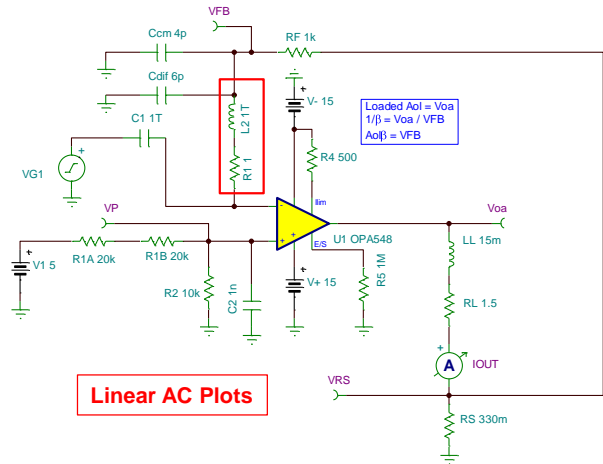 VFB
Ccm 4p
RF 1k
Cdif 6p
V- 15
Loaded Aol = Voa
1/β = Voa / VFB
Aolβ = VFB
C1 1T
L2 1T
R4 500
VG1
R1 1
Ilim
VP
Voa
U1 OPA548
E/S
LL 15m
R1A 20k
R1B 20k
V1 5
R2 10k
C2 1n
V+ 15
R5 1M
RL 1.5
A
IOUT
Linear AC Plots
VRS
RS 330m